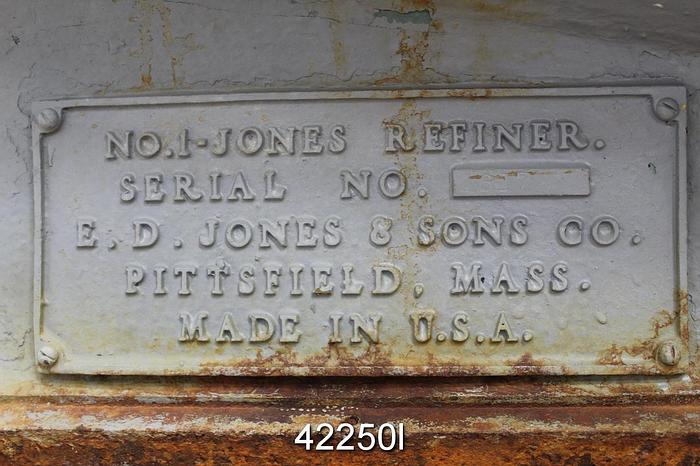 NO.1-JONES REFINER.
SERIAL NO.
E.D. JONES & SONS CO.
PITTSFIELD, MASS.
MADE IN U.S.A.
42250I